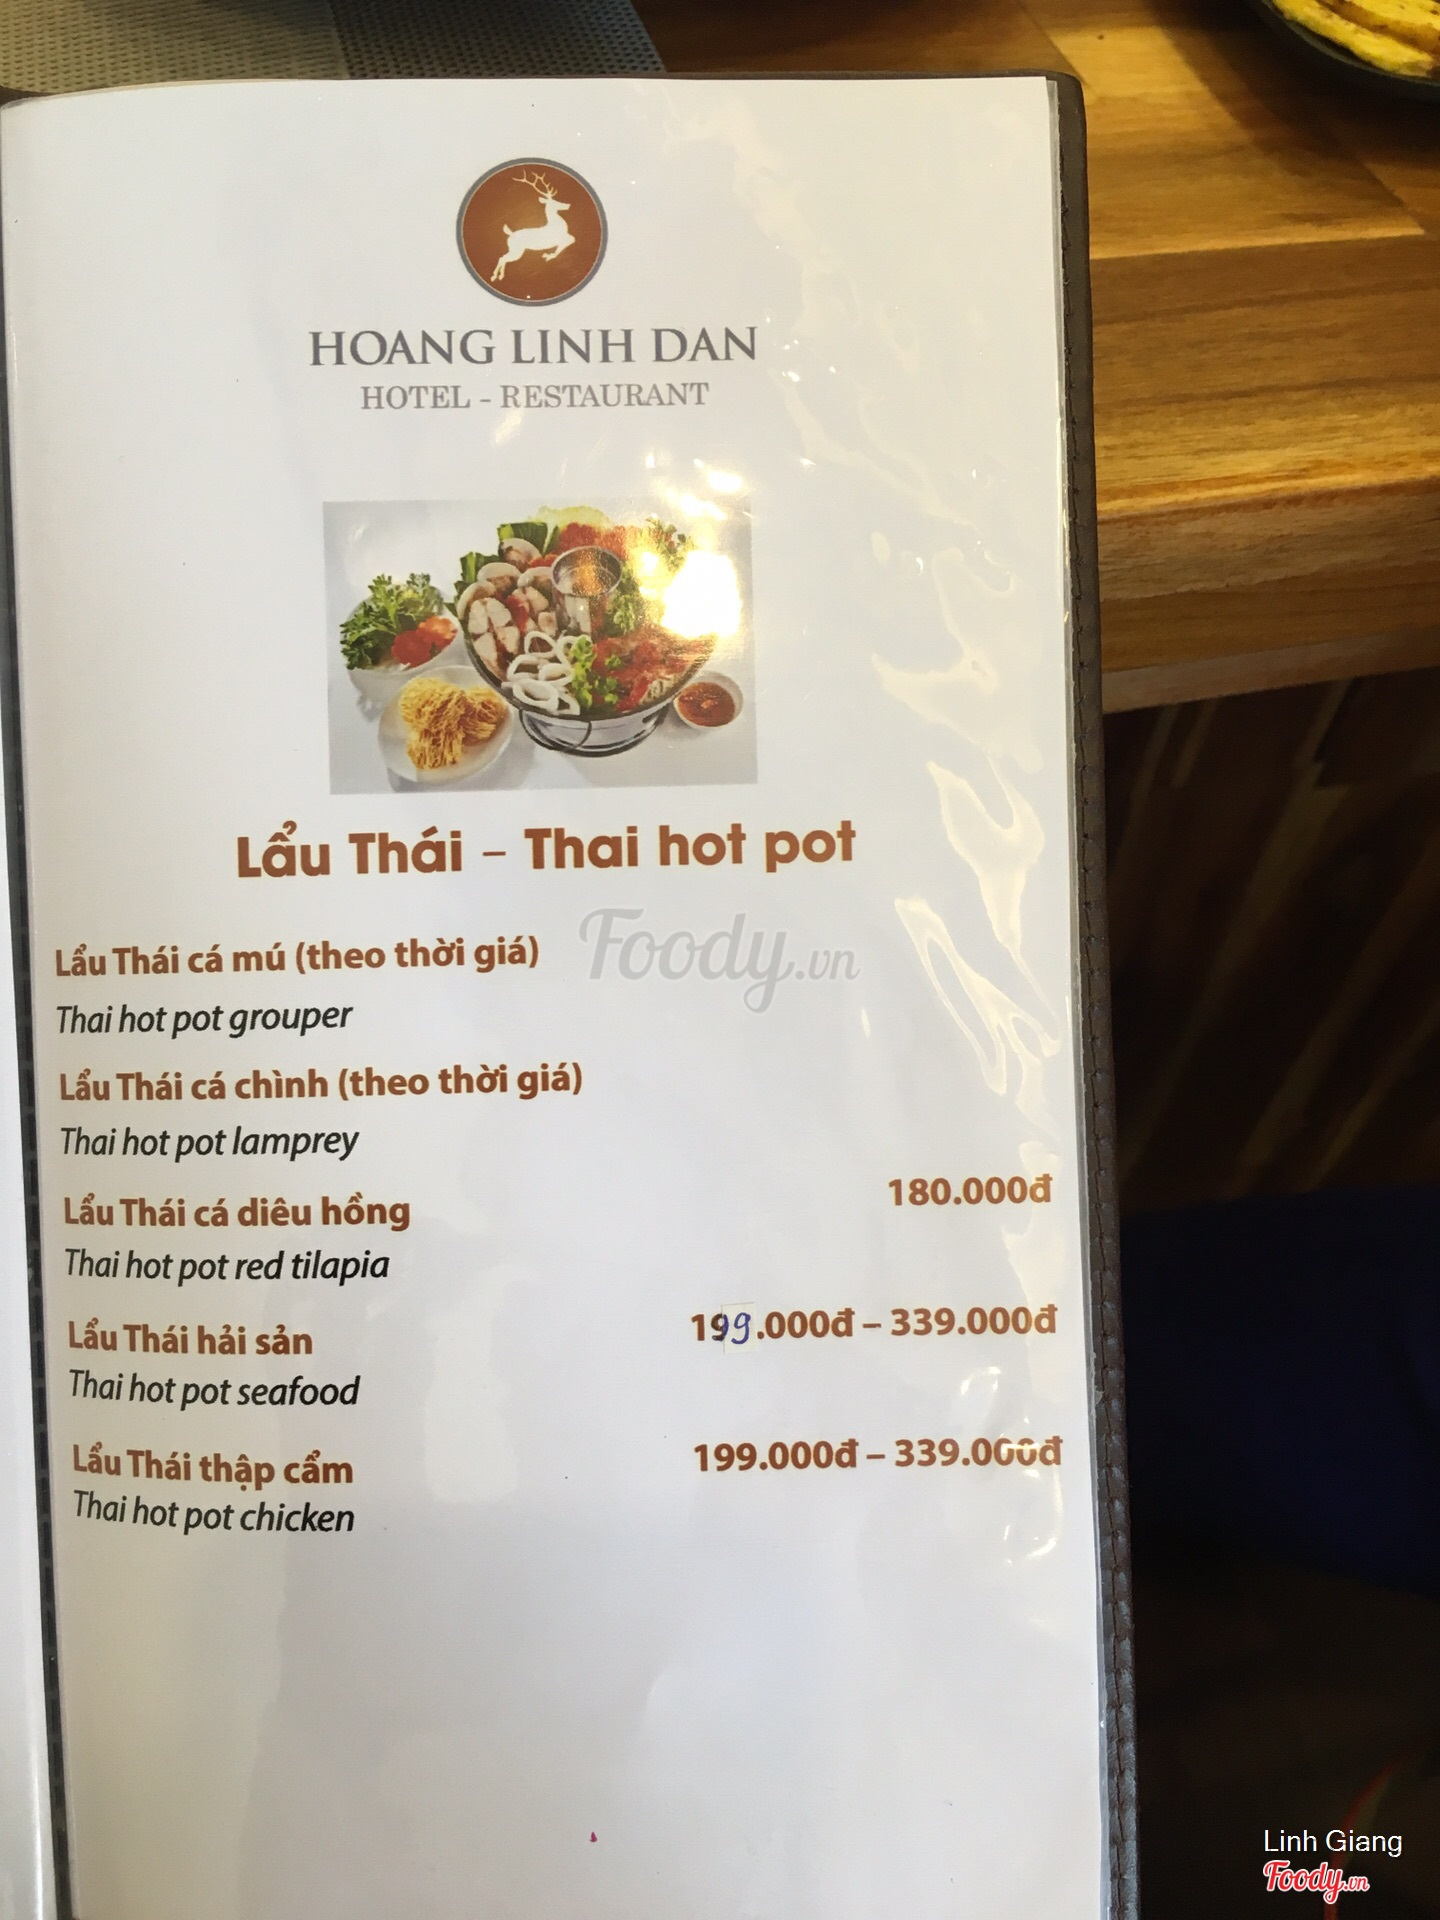 HOANG LINH DAN
HOTEL - RESTAURANT
Lẩu Thái – Thai hot pot
Foody.vn
Lẩu Thái cá mú (theo thời giá)
Thai hot pot grouper
Lẩu Thái cá chình (theo thời giá)
Thai hot pot lamprey
Lẩu Thái cá diêu hồng 180.000đ
Thai hot pot red tilapia
Lẩu Thái hải sản 199.000đ – 339.000đ
Thai hot pot seafood
Lẩu Thái thập cẩm 199.000đ – 339.000đ
Thai hot pot chicken
Linh Giang
Foody.vn